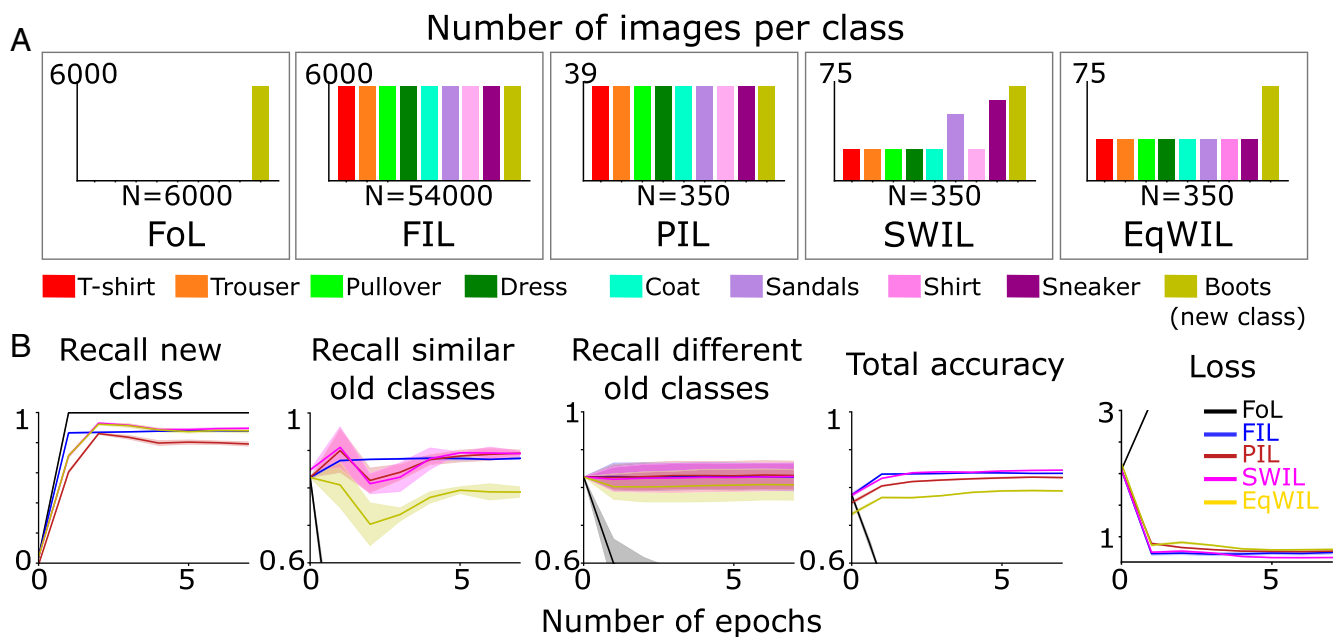 A
Number of images per class
6000
N=6000
FoL
6000
N=54000
FIL
39
N=350
PIL
75
N=350
SWIL
75
N=350
EqWIL
T-shirt Trouser Pullover Dress Coat Sandals Shirt Sneaker Boots
(new class)
B
Recall new
class
1
0
0 5
Recall similar
old classes
1
0.6
0 5
Recall different
old classes
1
0.6
0 5
Total accuracy
1
0.6
0 5
Loss
3
1
0 5
FoL
FIL
PIL
SWIL
EqWIL
Number of epochs